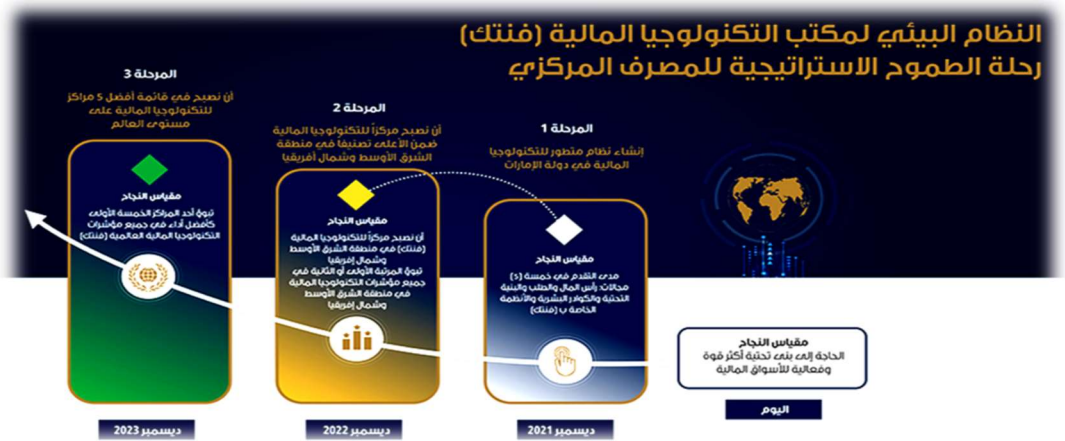 النظام البيئي لمكتب التكنولوجيا المالية (فنتك)
رحلة الطموح الاستراتيجية للمصرف المركزي
اليوم
مقياس النجاح
الحاجة إلى بنى تحتية أكثر قوة
وفعالية للأسواق المالية
المرحلة 1
إنشاء نظام متطور للتكنولوجيا
المالية في دولة الإمارات
مقياس النجاح
مدى التقدم في خمسة (5)
مجالات: رأس المال والطلب والبنية
التحتية والكوادر البشرية والأنظمة
الخاصة ب (فنتك)
ديسمبر 2021
المرحلة 2
أن نصبح مركزاً للتكنولوجيا المالية
ضمن الأعلى تصنيفاً في منطقة
الشرق الأوسط وشمال أفريقيا
مقياس النجاح
أن نصبح مركزاً للتكنولوجيا المالية
(فنتك) في منطقة الشرق الأوسط
وشمال إفريقيا
تبوؤ المرتبة الأولى أو الثانية في
جميع مؤشرات التكنولوجيا المالية
في منطقة الشرق الأوسط
وشمال إفريقيا
ديسمبر 2022
المرحلة 3
أن نصبح في قائمة أفضل 5 مراكز
للتكنولوجيا المالية على
مستوى العالم
مقياس النجاح
تبوؤ أحد المراكز الخمسة الأولى
كأفضل أداء في جميع مؤشرات
التكنولوجيا المالية العالمية (فنتك)
ديسمبر 2023